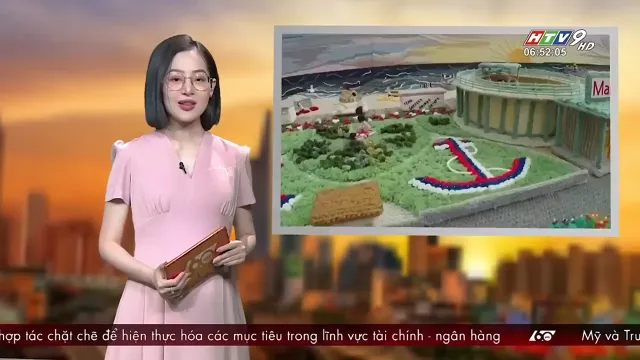 HTV9 HD
06:52:05
Ma
hợp tác chặt chẽ để hiện thực hóa các mục tiêu trong lĩnh vực tài chính - ngân hàng
60
Mỹ và Tru